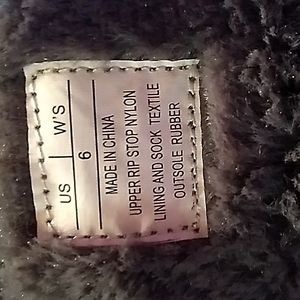 US | W'S
6
MADE IN CHINA
UPPER RIP STOP NYLON
LINING AND SOCK TEXTILE
OUTSOLE RUBBER